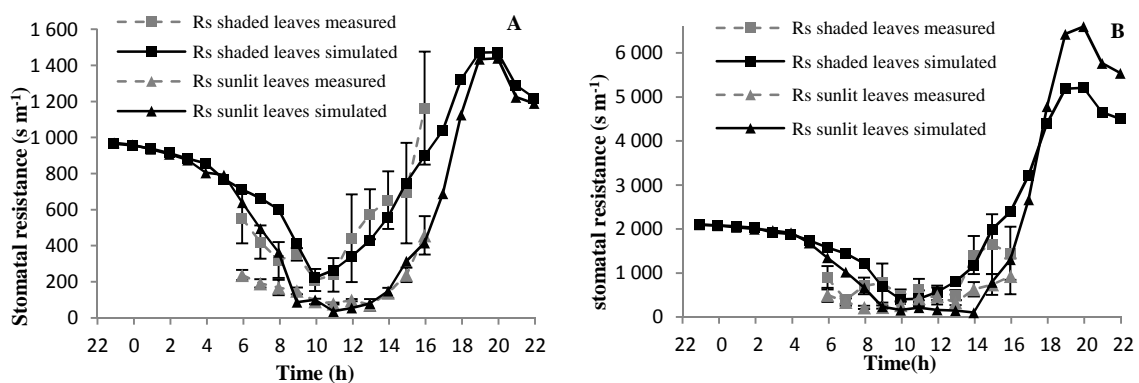 A
Rs shaded leaves measured
Rs shaded leaves simulated
Rs sunlit leaves measured
Rs sunlit leaves simulated
Stomatal resistance (s m⁻¹)
1 600
1 400
1 200
1 000
800
600
400
200
0
22 0 2 4 6 8 10 12 14 16 18 20 22
Time (h)
B
Rs shaded leaves measured
Rs shaded leaves simulated
Rs sunlit leaves measured
Rs sunlit leaves simulated
stomatal resistance (s m⁻¹)
6 000
5 000
4 000
3 000
2 000
1 000
0
22 0 2 4 6 8 10 12 14 16 18 20 22
Time(h)